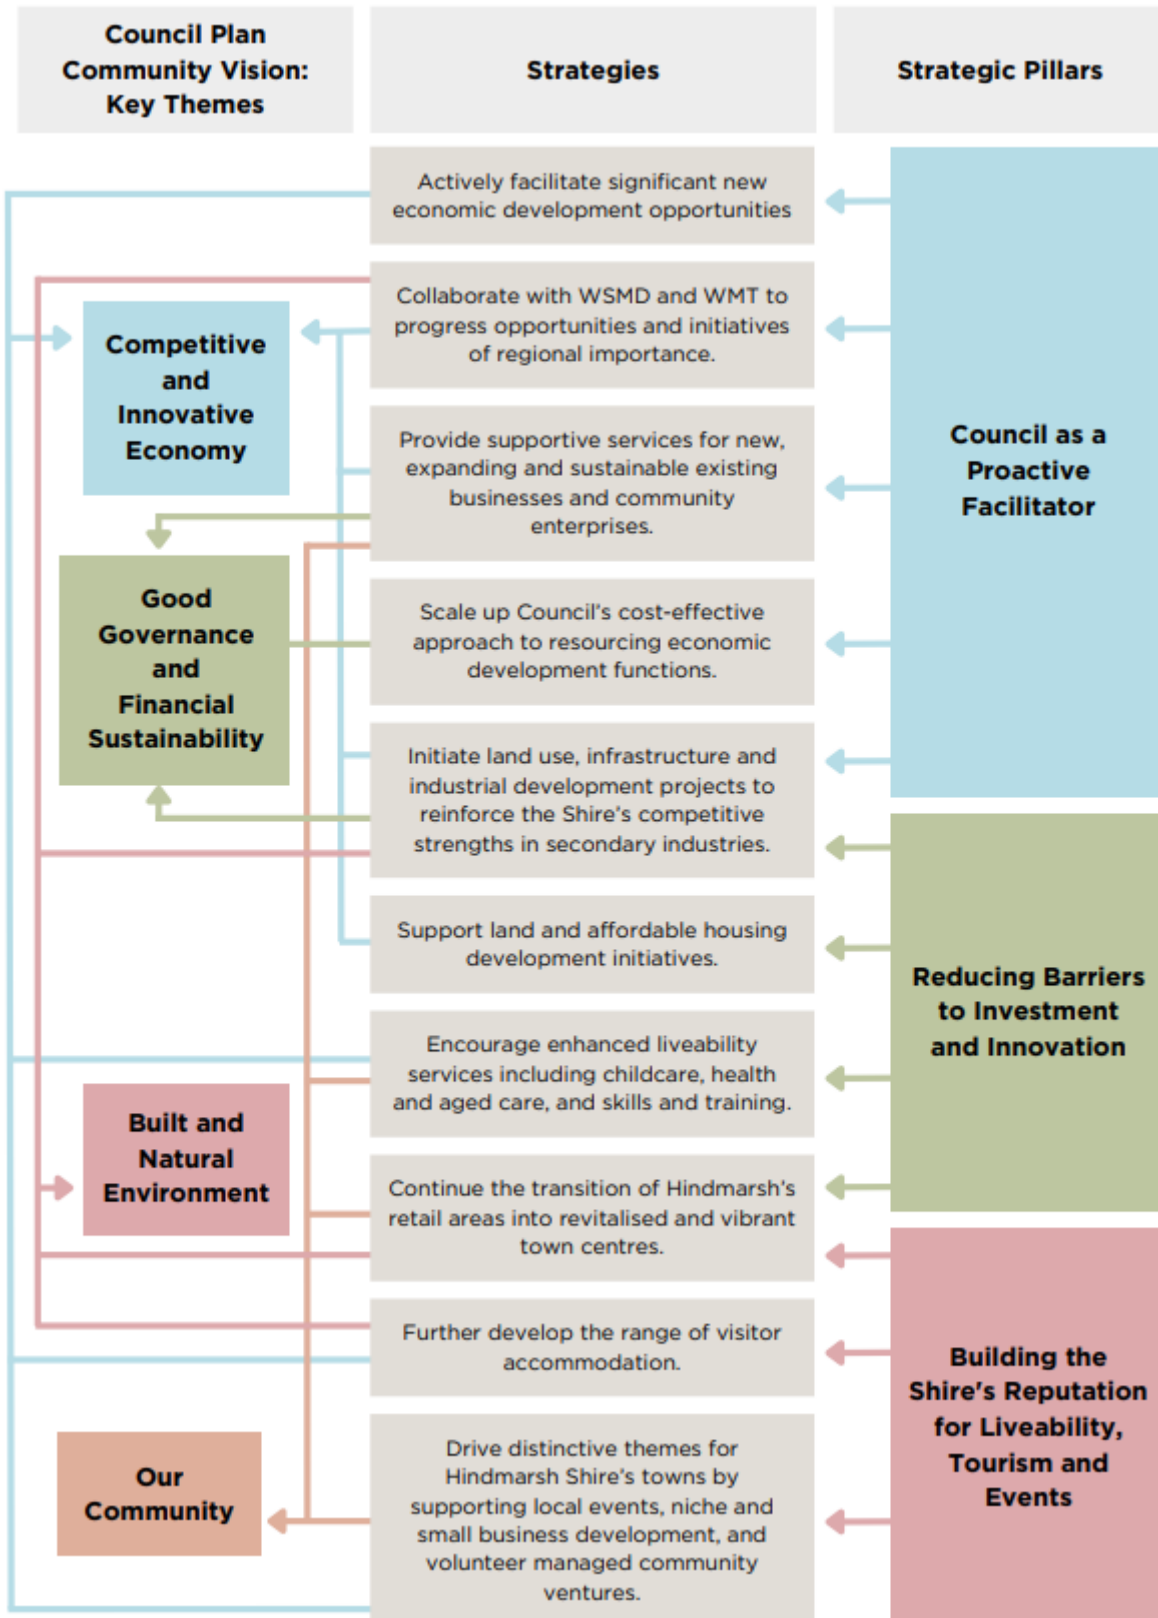 Council Plan
Community Vision:
Key Themes
Strategies
Strategic Pillars
Actively facilitate significant new
economic development opportunities
Collaborate with WSMD and WMT to
progress opportunities and initiatives
of regional importance.
Provide supportive services for new,
expanding and sustainable existing
businesses and community
enterprises.
Scale up Council's cost-effective
approach to resourcing economic
development functions.
Initiate land use, infrastructure and
industrial development projects to
reinforce the Shire's competitive
strengths in secondary industries.
Support land and affordable housing
development initiatives.
Encourage enhanced liveability
services including childcare, health
and aged care, and skills and training.
Continue the transition of Hindmarsh's
retail areas into revitalised and vibrant
town centres.
Further develop the range of visitor
accommodation.
Drive distinctive themes for
Hindmarsh Shire's towns by
supporting local events, niche and
small business development, and
volunteer managed community
ventures.
Competitive
and
Innovative
Economy
Good
Governance
and
Financial
Sustainability
Built and
Natural
Environment
Our
Community
Council as a
Proactive
Facilitator
Reducing Barriers
to Investment
and Innovation
Building the
Shire's Reputation
for Liveability,
Tourism and
Events